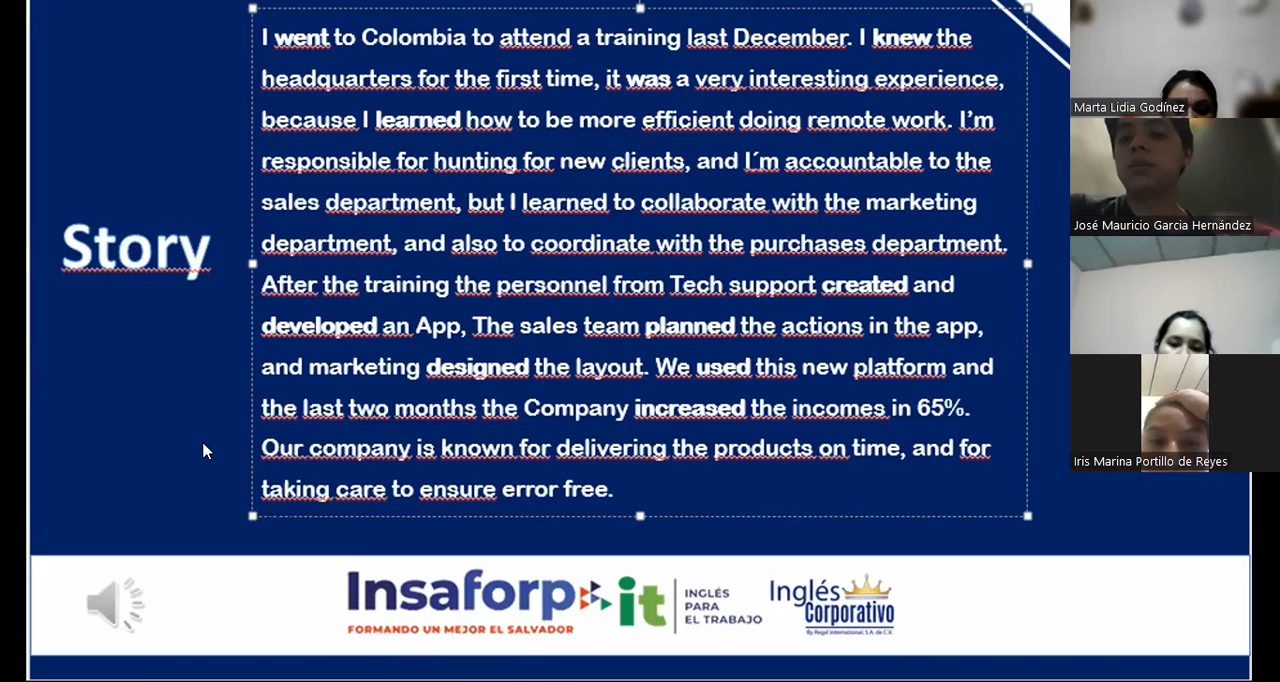 Story
I went to Colombia to attend a training last December. I knew the
headquarters for the first time, it was a very interesting experience,
because I learned how to be more efficient doing remote work. I’m
responsible for hunting for new clients, and I´m accountable to the
sales department, but I learned to collaborate with the marketing
department, and also to coordinate with the purchases department.
After the training the personnel from Tech support created and
developed an App, The sales team planned the actions in the app,
and marketing designed the layout. We used this new platform and
the last two months the Company increased the incomes in 65%.
Our company is known for delivering the products on time, and for
taking care to ensure error free.
Marta Lidia Godínez
José Mauricio Garcia Hernández
Iris Marina Portillo de Reyes
Insaforp
FORMANDO UN MEJOR EL SALVADOR
it
INGLÉS
PARA
EL TRABAJO
Inglés
Corporativo
By Regal International, S.A. de C.V.